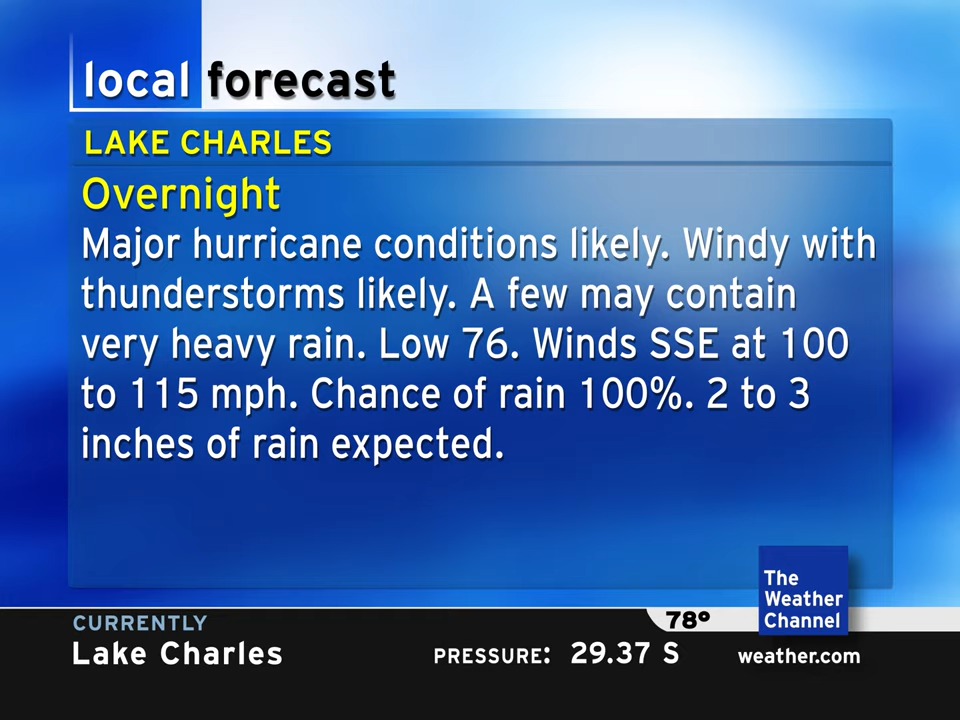 local forecast
LAKE CHARLES
Overnight
Major hurricane conditions likely. Windy with
thunderstorms likely. A few may contain
very heavy rain. Low 76. Winds SSE at 100
to 115 mph. Chance of rain 100%. 2 to 3
inches of rain expected.
The
Weather
Channel
CURRENTLY
78°
Lake Charles
PRESSURE: 29.37 S
weather.com